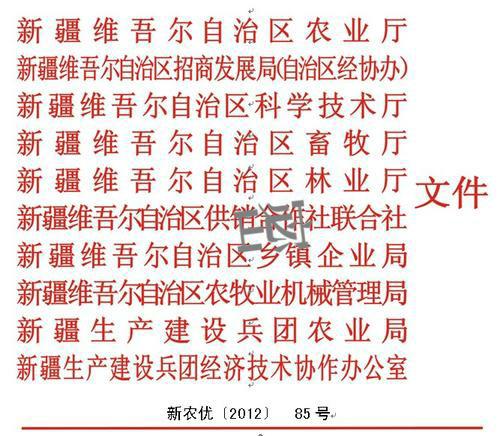 新疆维吾尔自治区农业厅
新疆维吾尔自治区招商发展局(自治区经协办)
新疆维吾尔自治区科学技术厅
新疆维吾尔自治区畜牧厅
新疆维吾尔自治区林业厅
文件
新疆维吾尔自治区供销合作社联合社
新疆维吾尔自治区乡镇企业局
新疆维吾尔自治区农牧业机械管理局
新疆生产建设兵团农业局
新疆生产建设兵团经济技术协作办公室
新农优〔2012〕 85号